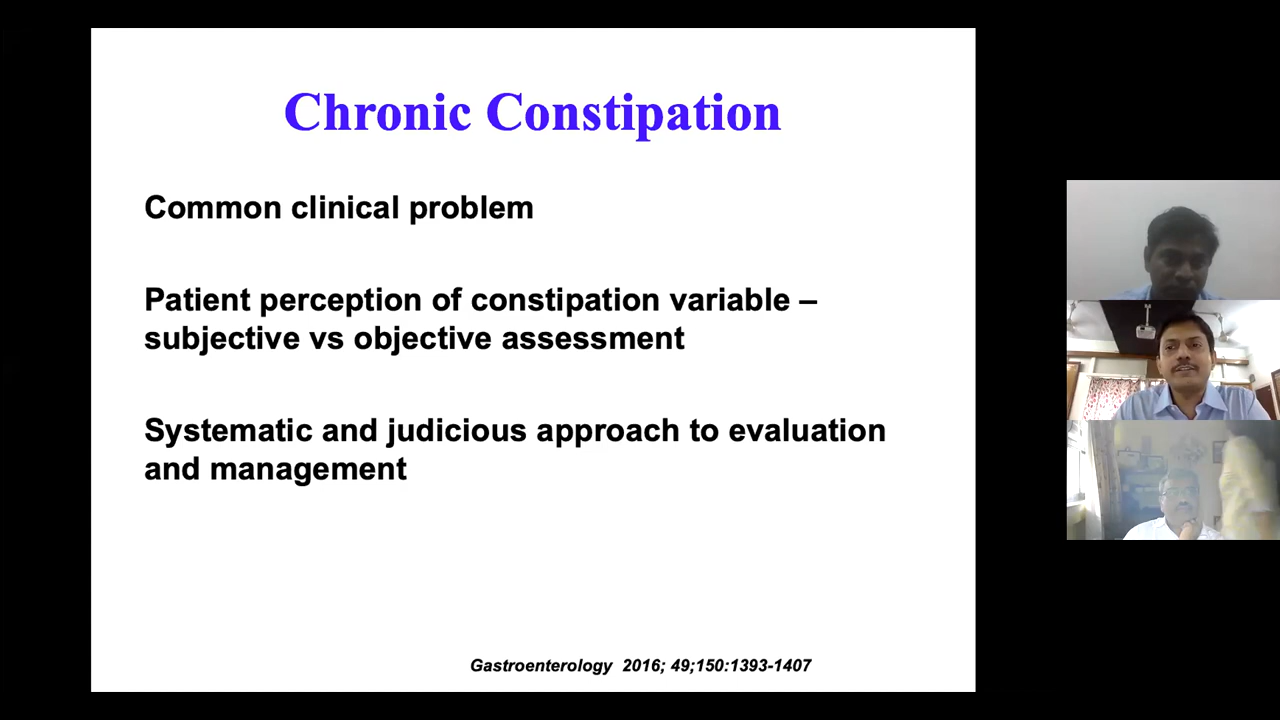 Chronic Constipation
Common clinical problem
Patient perception of constipation variable –
subjective vs objective assessment
Systematic and judicious approach to evaluation
and management
Gastroenterology 2016; 49;150:1393-1407